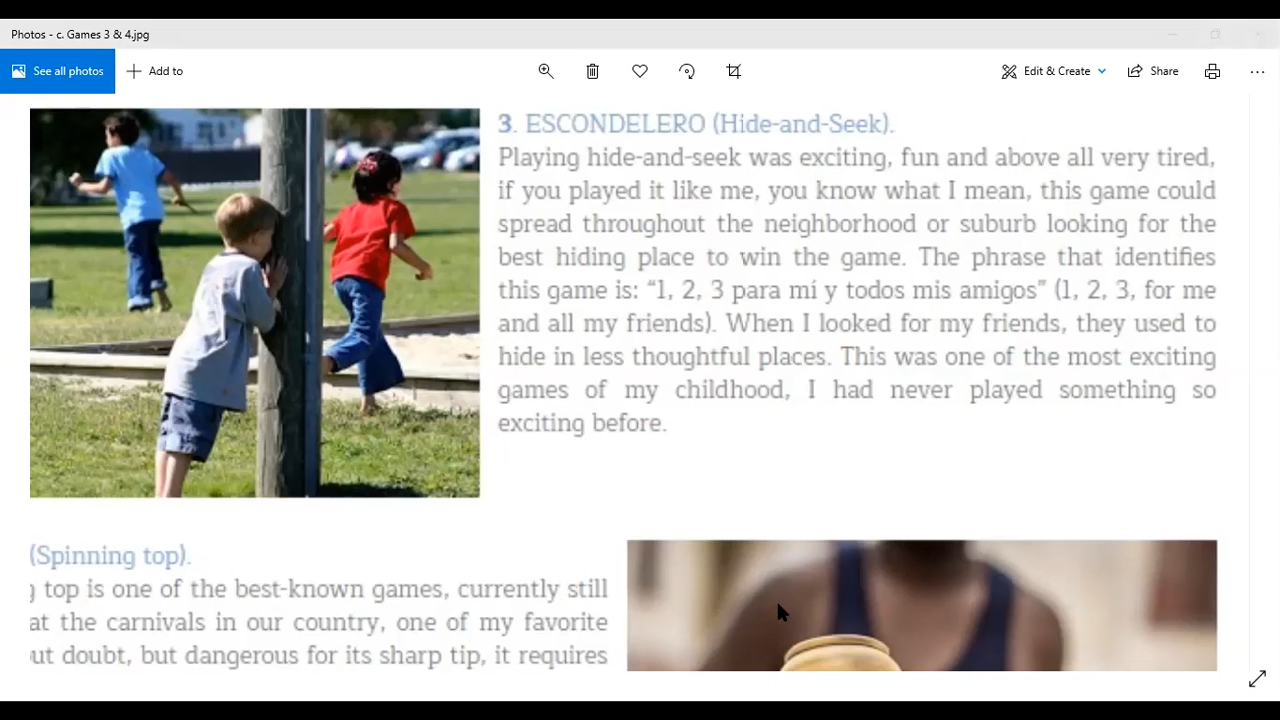 Photos - c. Games 3 & 4.jpg
See all photos
Add to
Edit & Create
Share
3. ESCONDELERO (Hide-and-Seek).
Playing hide-and-seek was exciting, fun and above all very tired,
if you played it like me, you know what I mean, this game could
spread throughout the neighborhood or suburb looking for the
best hiding place to win the game. The phrase that identifies
this game is: “1, 2, 3 para mí y todos mis amigos” (1, 2, 3, for me
and all my friends). When I looked for my friends, they used to
hide in less thoughtful places. This was one of the most exciting
games of my childhood, I had never played something so
exciting before.
(Spinning top).
top is one of the best-known games, currently still
at the carnivals in our country, one of my favorite
doubt, but dangerous for its sharp tip, it requires